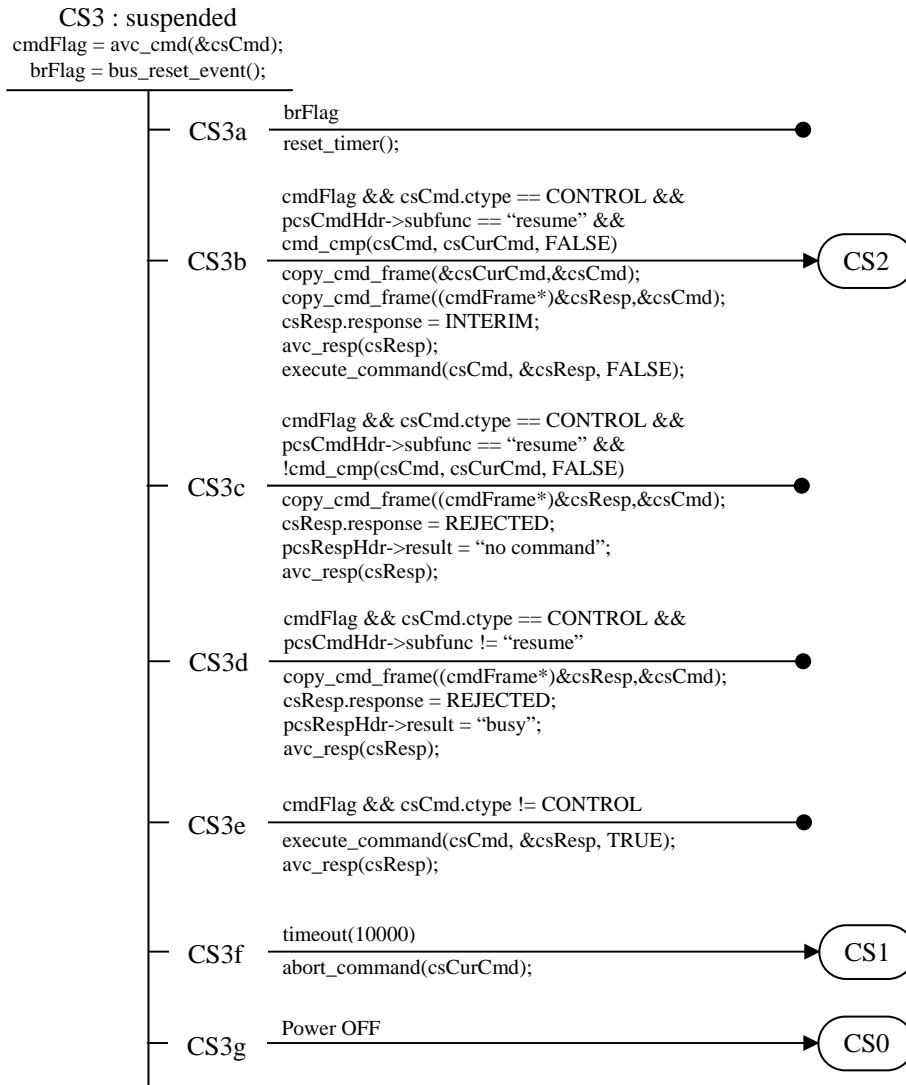 CS3 : suspended
cmdFlag = avc_cmd(&csCmd);
brFlag = bus_reset_event();
CS3a
brFlag
reset_timer();
CS3b
cmdFlag && csCmd.ctype == CONTROL &&
pcsCmdHdr->subfunc == “resume” &&
cmd_cmp(csCmd, csCurCmd, FALSE)
CS2
copy_cmd_frame(&csCurCmd,&csCmd);
copy_cmd_frame((cmdFrame*)&csResp,&csCmd);
csResp.response = INTERIM;
avc_resp(csResp);
execute_command(csCmd, &csResp, FALSE);
CS3c
cmdFlag && csCmd.ctype == CONTROL &&
pcsCmdHdr->subfunc == “resume” &&
!cmd_cmp(csCmd, csCurCmd, FALSE)
copy_cmd_frame((cmdFrame*)&csResp,&csCmd);
csResp.response = REJECTED;
pcsRespHdr->result = “no command”;
avc_resp(csResp);
CS3d
cmdFlag && csCmd.ctype == CONTROL &&
pcsCmdHdr->subfunc != “resume”
copy_cmd_frame((cmdFrame*)&csResp,&csCmd);
csResp.response = REJECTED;
pcsRespHdr->result = “busy”;
avc_resp(csResp);
CS3e
cmdFlag && csCmd.ctype != CONTROL
execute_command(csCmd, &csResp, TRUE);
avc_resp(csResp);
CS3f
timeout(10000)
CS1
abort_command(csCurCmd);
CS3g
Power OFF
CS0